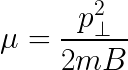 μ = p⊥² / 2mB